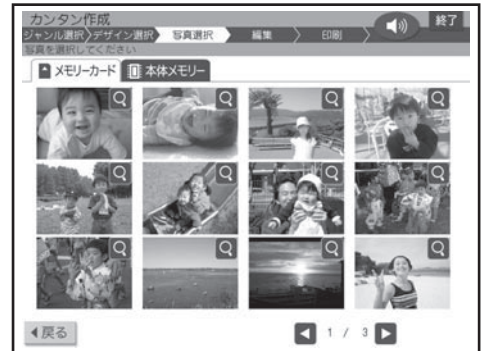 カンタン作成
終了
ジャンル選択〉デザイン選択〉写真選択〉編集〉印刷〉
写真を選択してください
メモリーカード 本体メモリー
戻る
1 / 3